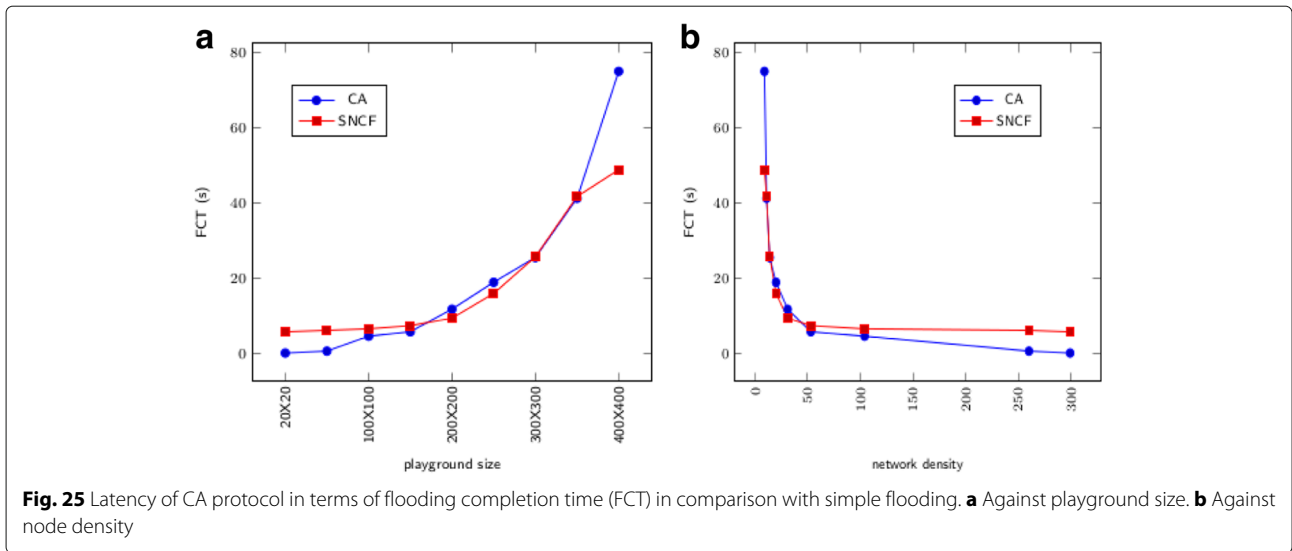 a
80
60
40
20
0
FCT (s)
CA
SNCF
20X20
100X100
200X200
300X300
400X400
playground size
b
80
60
40
20
0
FCT (s)
CA
SNCF
0
50
100
150
200
250
300
network density
Fig. 25 Latency of CA protocol in terms of flooding completion time (FCT) in comparison with simple flooding. a Against playground size. b Against
node density